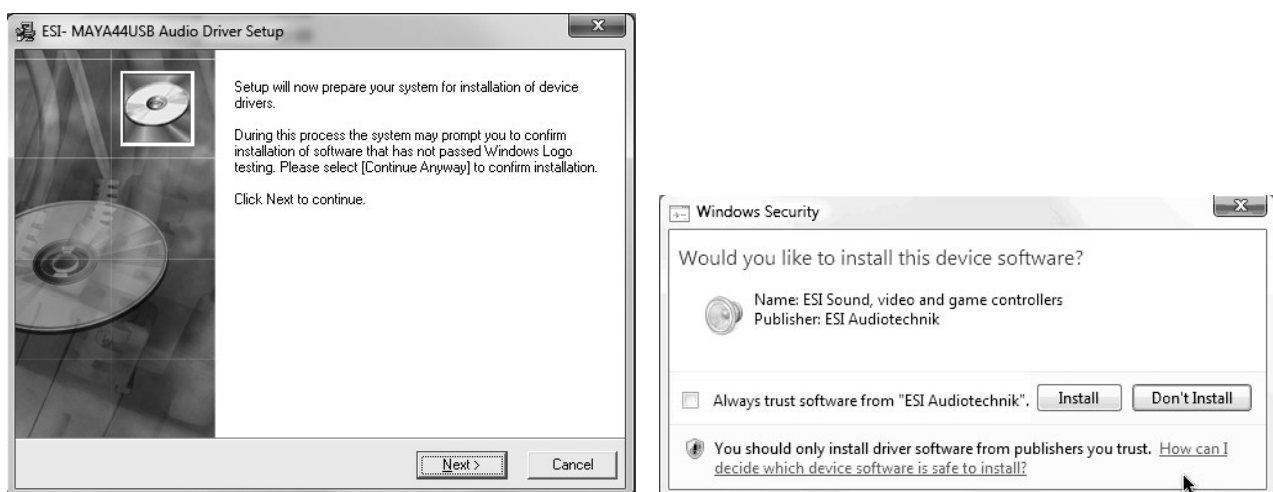 ESI- MAYA44USB Audio Driver Setup
Setup will now prepare your system for installation of device
drivers.
During this process the system may prompt you to confirm
installation of software that has not passed Windows Logo
testing. Please select [Continue Anyway] to confirm installation.
Click Next to continue.
Next >
Cancel
Windows Security
Would you like to install this device software?
Name: ESI Sound, video and game controllers
Publisher: ESI Audiotechnik
Always trust software from "ESI Audiotechnik".
Install
Don't Install
You should only install driver software from publishers you trust. How can I
decide which device software is safe to install?